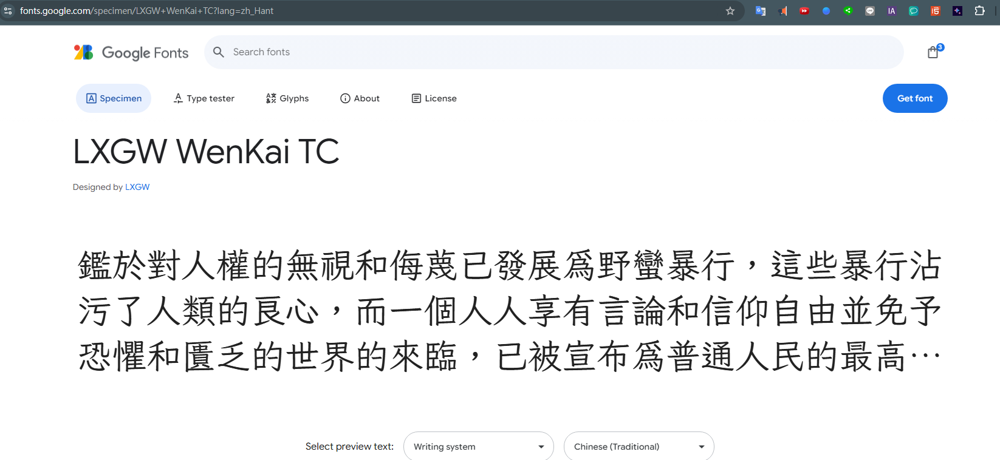 fonts.google.com/specimen/LXGW+WenKai+TC?lang=zh_Hant
IA
Google Fonts
Search fonts
3
Specimen
Type tester
Glyphs
About
License
Get font
LXGW WenKai TC
Designed by LXGW
鑑於對人權的無視和侮蔑已發展爲野蠻暴行，這些暴行沾
污了人類的良心，而一個人人享有言論和信仰自由並免予
恐懼和匱乏的世界的來臨，已被宣布爲普通人民的最高…
Select preview text:
Writing system
Chinese (Traditional)